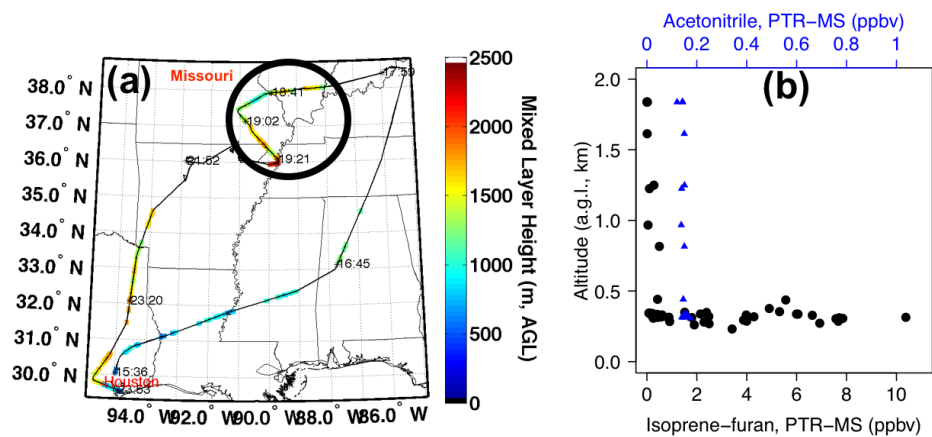 (a)
Missouri
17:59
18:41
19:02
19:21
16:45
23:20
15:36
Houston
38.0° N
37.0° N
36.0° N
35.0° N
34.0° N
33.0° N
32.0° N
31.0° N
30.0° N
94.0° W
92.0° W
90.0° W
88.0° W
86.0° W
2500
2000
1500
1000
500
0
Mixed Layer Height (m, AGL)
Acetonitrile, PTR−MS (ppbv)
0 0.2 0.4 0.6 0.8 1
(b)
2.0
1.5
1.0
0.5
0.0
Altitude (a.g.l., km)
0 2 4 6 8 10
Isoprene−furan, PTR−MS (ppbv)